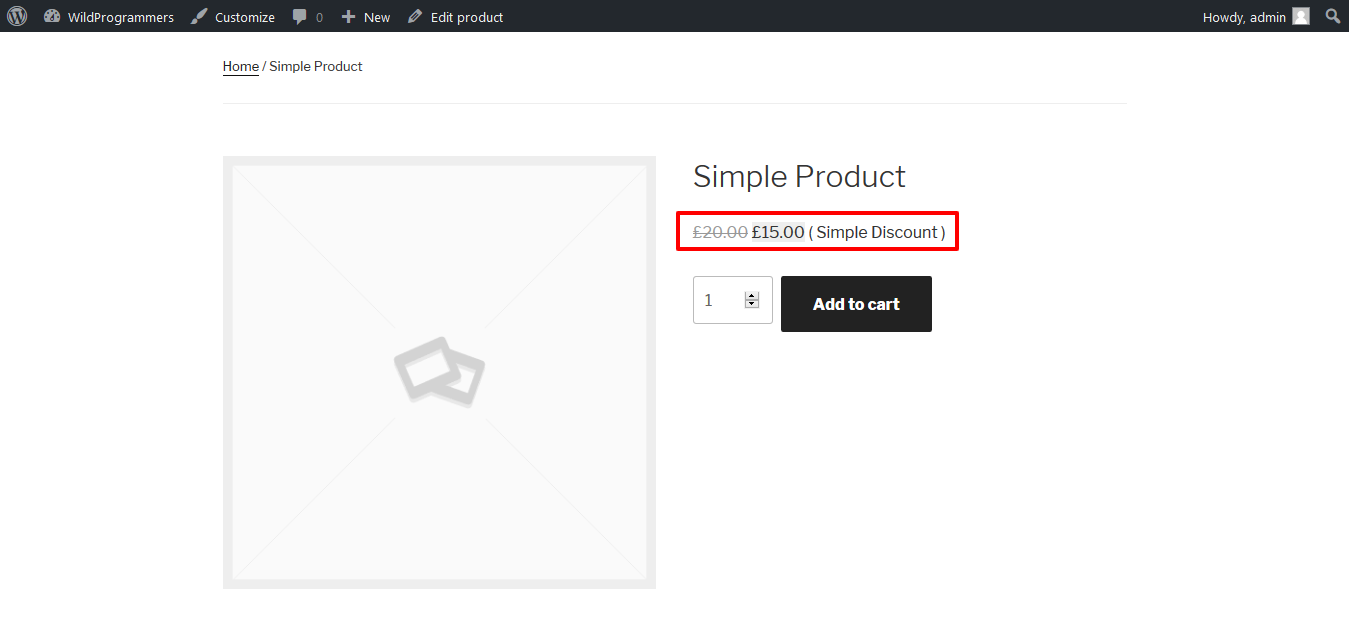 WildProgrammers Customize 0 New Edit product Howdy, admin
Home / Simple Product
Simple Product
£20.00 £15.00 ( Simple Discount )
1 Add to cart